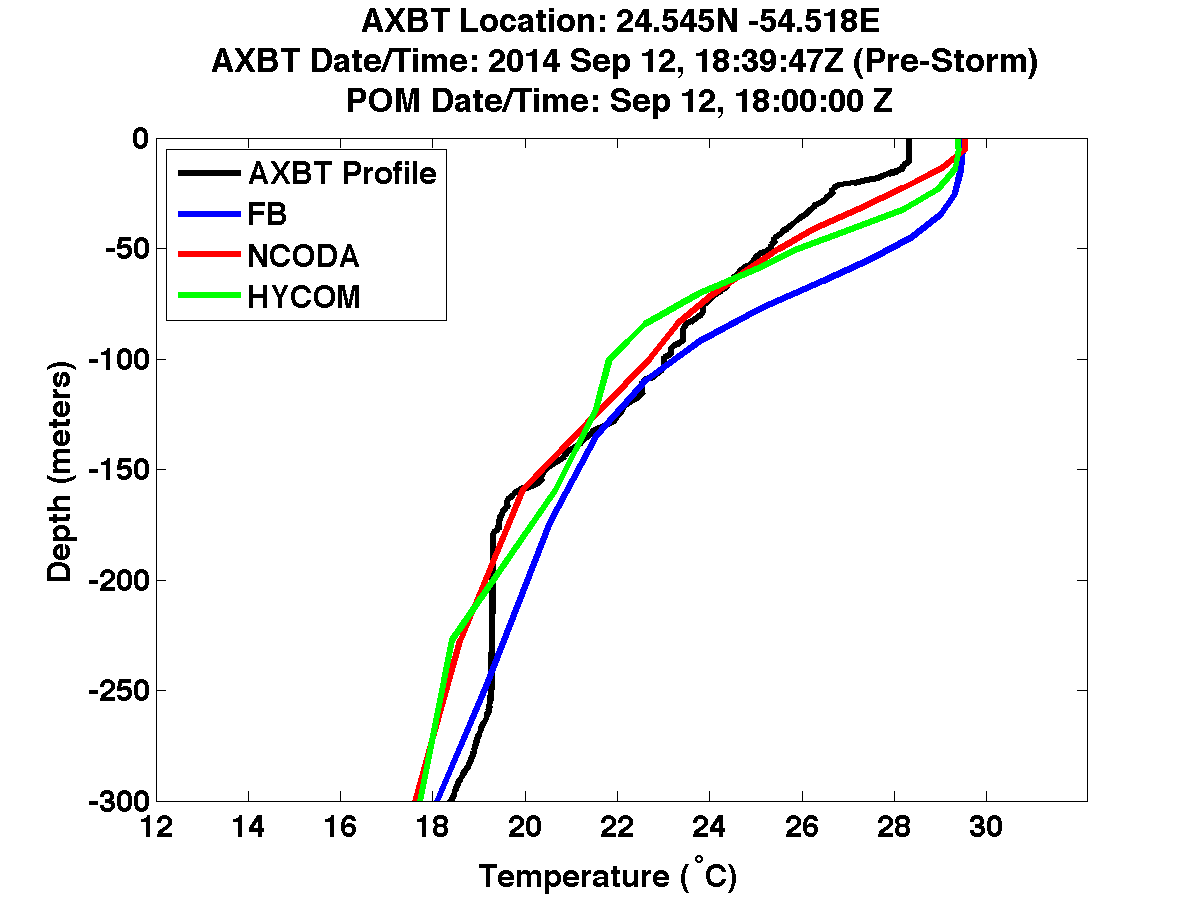 AXBT Location: 24.545N -54.518E
AXBT Date/Time: 2014 Sep 12, 18:39:47Z (Pre-Storm)
POM Date/Time: Sep 12, 18:00:00 Z
0
AXBT Profile
FB
NCODA
HYCOM
-50
-100
-150
-200
-250
-300
Depth (meters)
12 14 16 18 20 22 24 26 28 30
Temperature (°C)